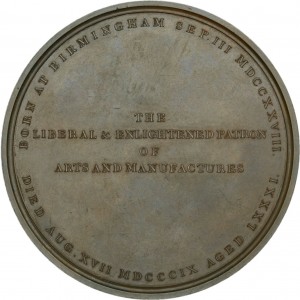 BORN AT BIRMINGHAM SEP. III MDCCXXVIII.
THE
LIBERAL & ENLIGHTENED PATRON
OF
ARTS AND MANUFACTURES
DIED AUG. XVII MDCCCIX AGED LXXXI.